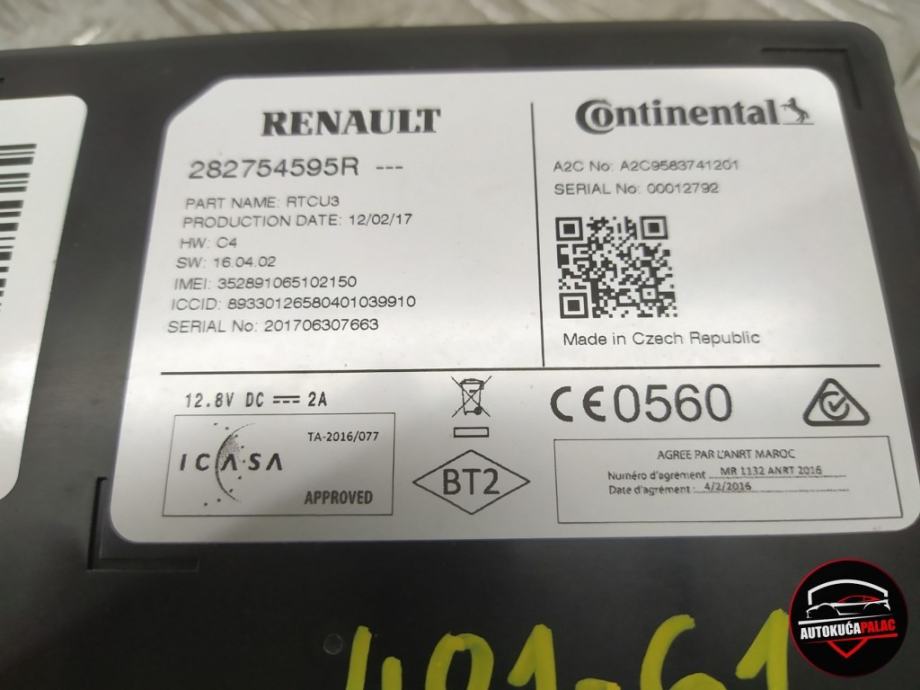 RENAULT
282754595R ---
PART NAME: RTCU3
PRODUCTION DATE: 12/02/17
HW: C4
SW: 16.04.02
IMEI: 352891065102150
ICCID: 89330126580401039910
SERIAL No: 201706307663
Continental
A2C No: A2C9583741201
SERIAL No: 00012792
Made in Czech Republic
12.8V DC 2A
TA-2016/077
ICASA
APPROVED
BT2
CE0560
AGREE PAR L'ANRT MAROC
Numéro d'agrément : MR 1132 ANRT 2016
Date d'agrément : 4/2/2016
401-61
AUTOKUĆAPALAC